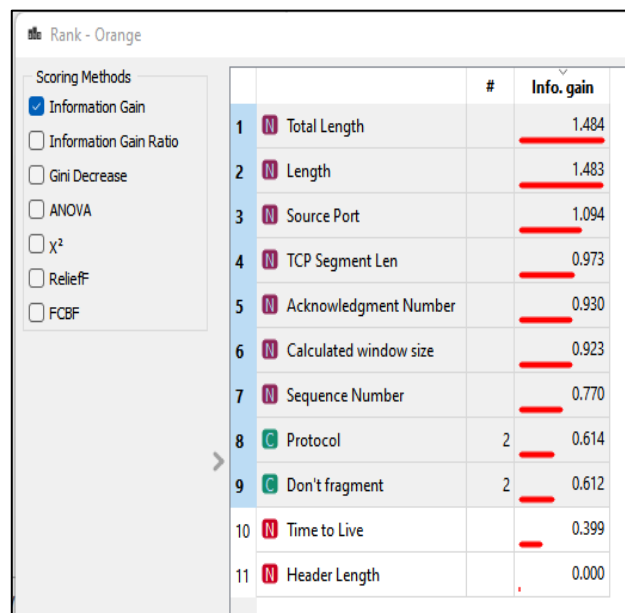 Rank - Orange
Scoring Methods
Information Gain
Information Gain Ratio
Gini Decrease
ANOVA
χ²
ReliefF
FCBF
# Info. gain
1 N Total Length 1.484
2 N Length 1.483
3 N Source Port 1.094
4 N TCP Segment Len 0.973
5 N Acknowledgment Number 0.930
6 N Calculated window size 0.923
7 N Sequence Number 0.770
8 C Protocol 2 0.614
9 C Don't fragment 2 0.612
10 N Time to Live 0.399
11 N Header Length 0.000